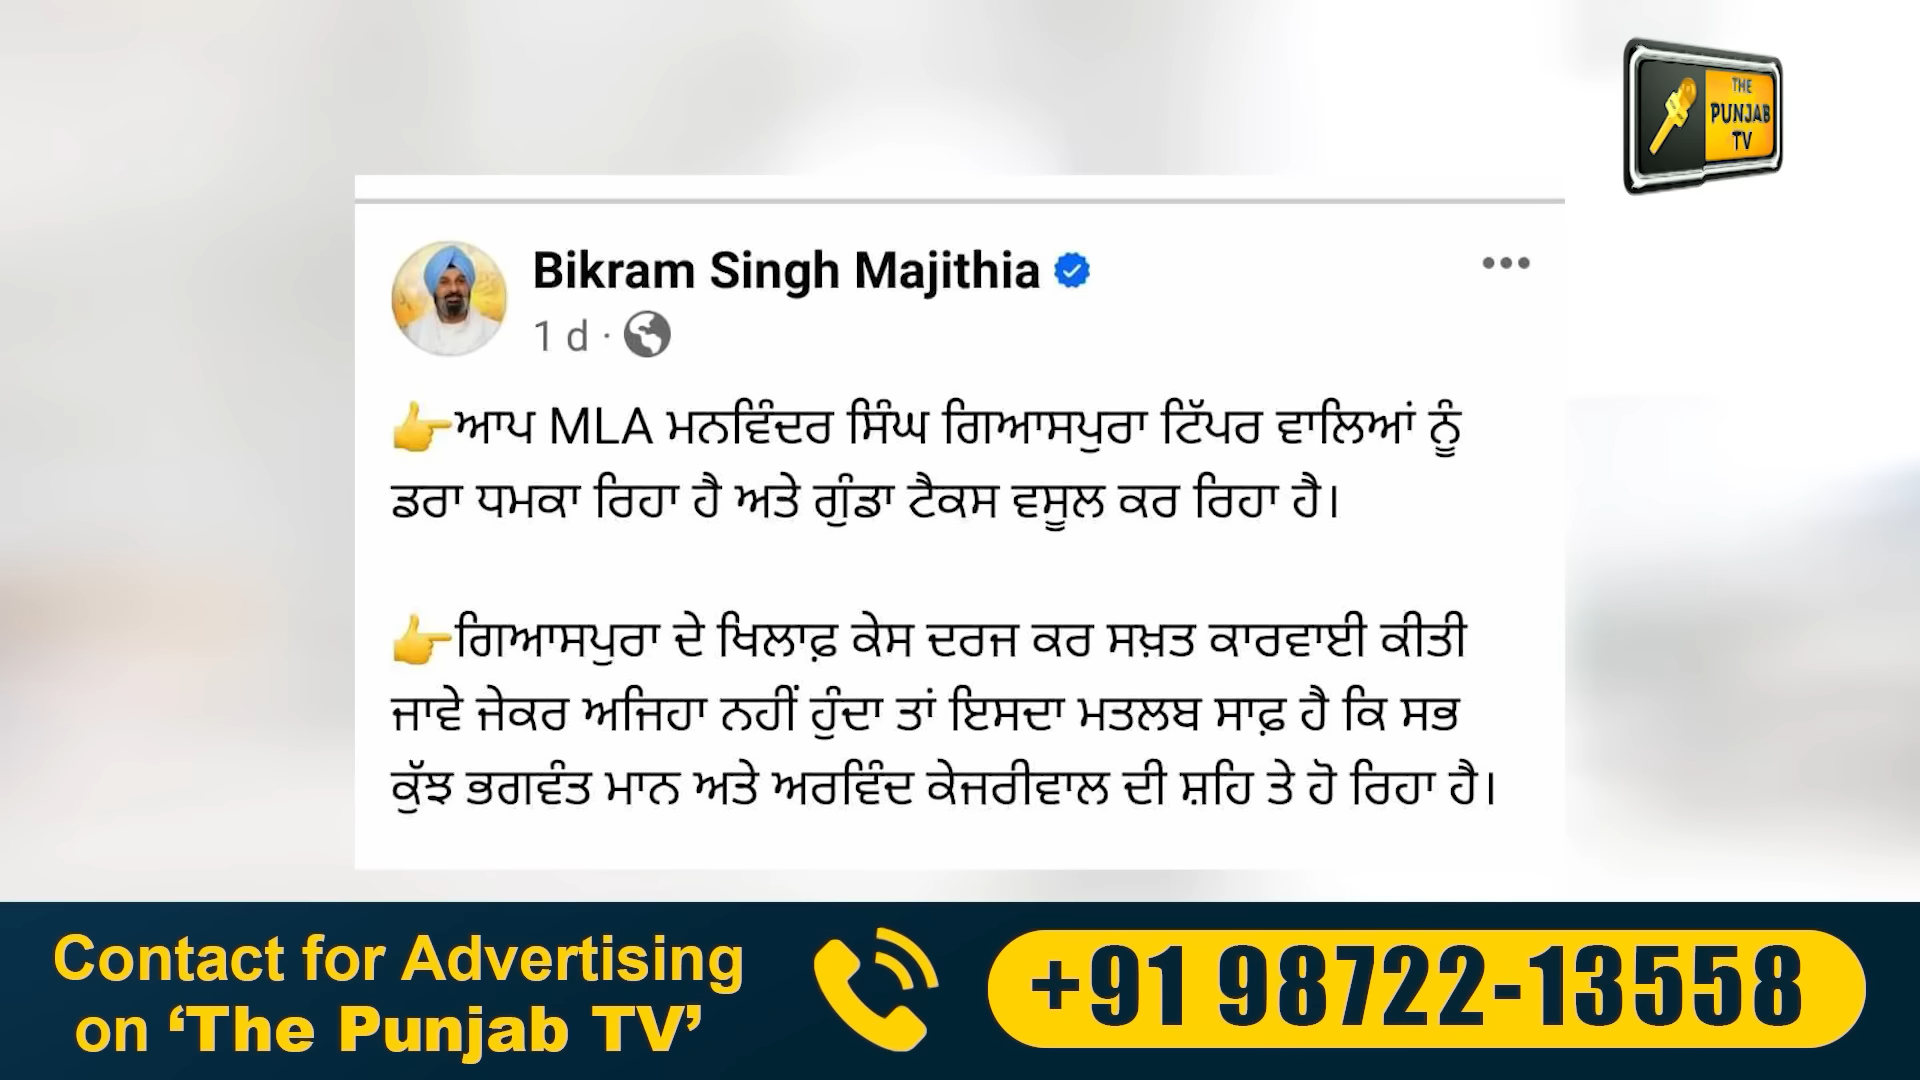 THE
PUNJAB
TV
Bikram Singh Majithia
1 d ·
👉ਆਪ MLA ਮਨਵਿੰਦਰ ਸਿੰਘ ਗਿਆਸਪੁਰਾ ਟਿੱਪਰ ਵਾਲਿਆਂ ਨੂੰ
ਡਰਾ ਧਮਕਾ ਰਿਹਾ ਹੈ ਅਤੇ ਗੁੰਡਾ ਟੈਕਸ ਵਸੂਲ ਕਰ ਰਿਹਾ ਹੈ।
👉ਗਿਆਸਪੁਰਾ ਦੇ ਖਿਲਾਫ਼ ਕੇਸ ਦਰਜ ਕਰ ਸਖ਼ਤ ਕਾਰਵਾਈ ਕੀਤੀ
ਜਾਵੇ ਜੇਕਰ ਅਜਿਹਾ ਨਹੀਂ ਹੁੰਦਾ ਤਾਂ ਇਸਦਾ ਮਤਲਬ ਸਾਫ਼ ਹੈ ਕਿ ਸਭ
ਕੁੱਝ ਭਗਵੰਤ ਮਾਨ ਅਤੇ ਅਰਵਿੰਦ ਕੇਜਰੀਵਾਲ ਦੀ ਸ਼ਹਿ ਤੇ ਹੋ ਰਿਹਾ ਹੈ।
Contact for Advertising
on ‘The Punjab TV’
+91 98722-13558